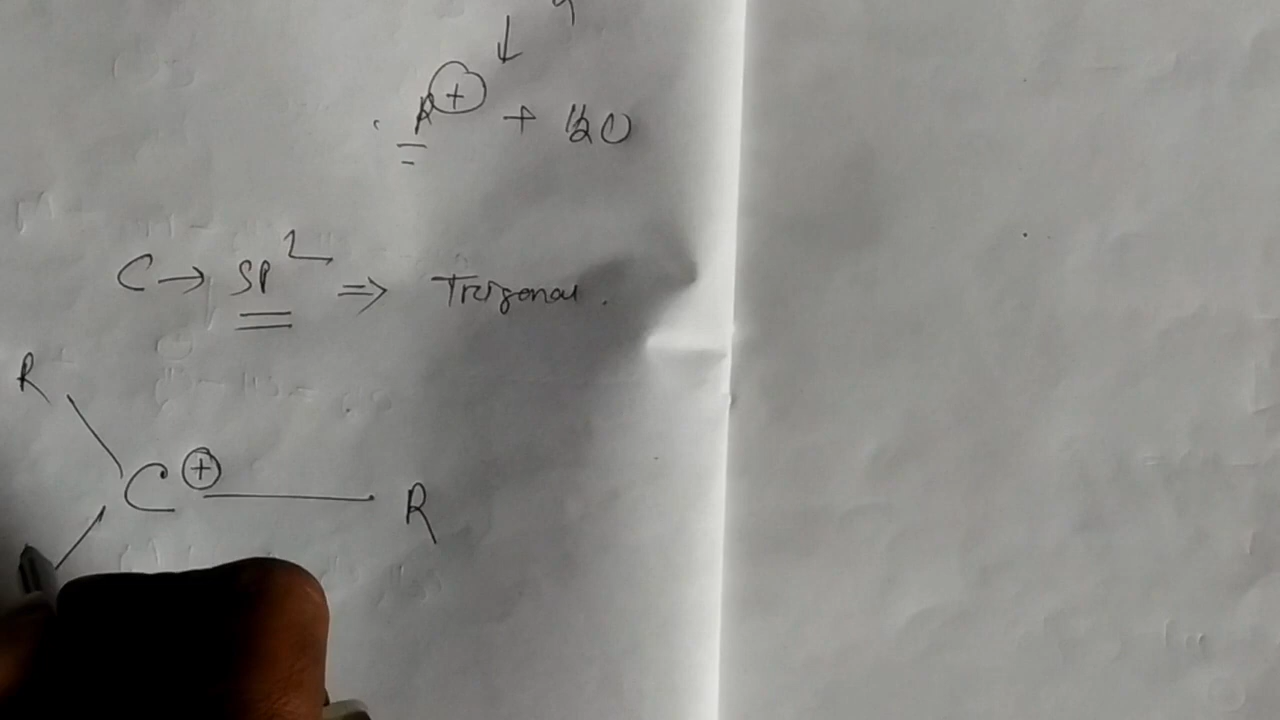 ↓
R⊕ + H2O
C → SP² ⇒ Trigonal.
R
C⊕ — R